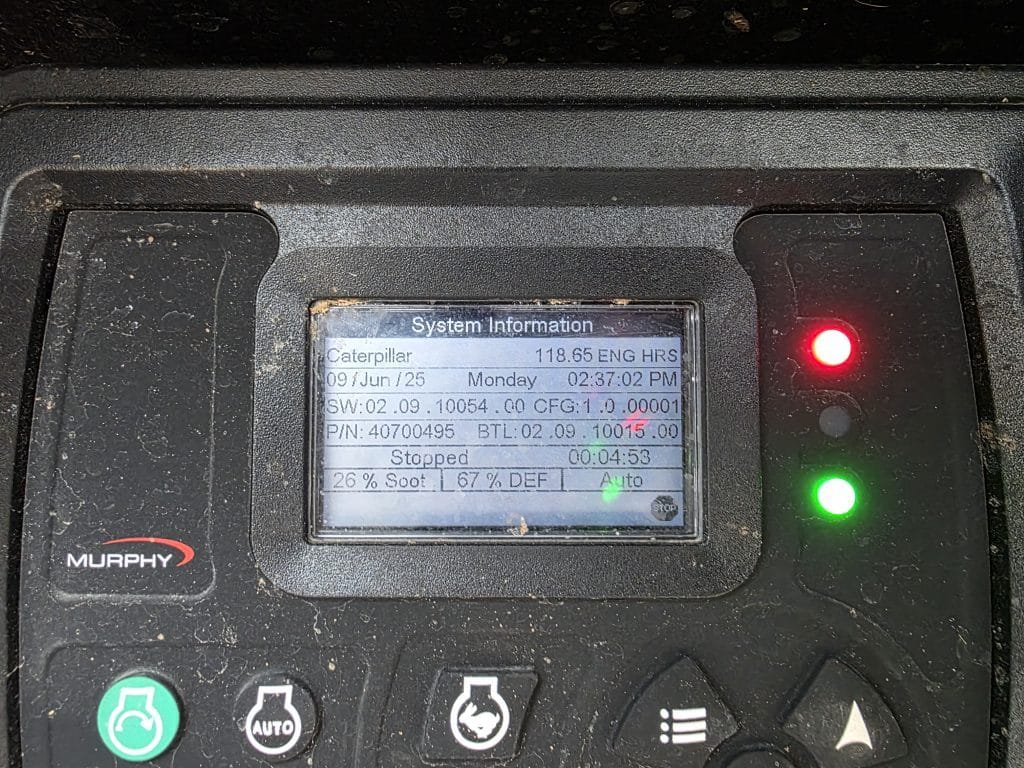 System Information
Caterpillar 118.65 ENG HRS
09/Jun/25 Monday 02:37:02 PM
SW:02.09.10054.00 CFG:1.0.00001
P/N: 40700495 BTL:02.09.10015.00
Stopped 00:04:53
26 % Soot 67 % DEF Auto
STOP
MURPHY
AUTO